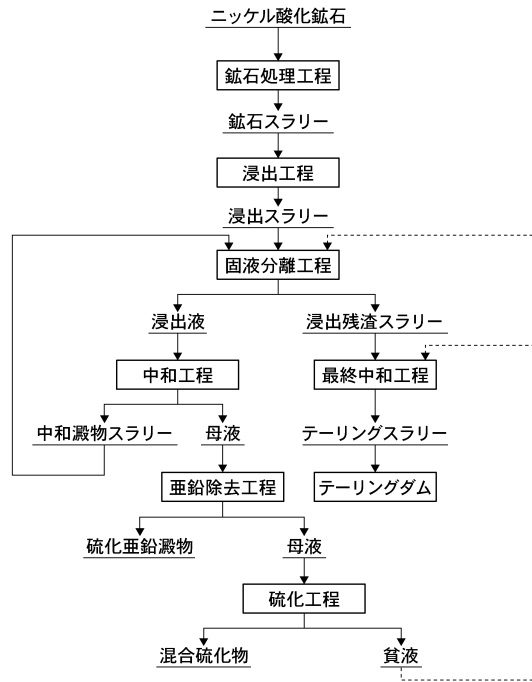 ニッケル酸化鉱石
鉱石処理工程
鉱石スラリー
浸出工程
浸出スラリー
固液分離工程
浸出液
浸出残渣スラリー
中和工程
最終中和工程
中和澱物スラリー
母液
テーリングスラリー
亜鉛除去工程
テーリングダム
硫化亜鉛澱物
母液
硫化工程
混合硫化物
貧液